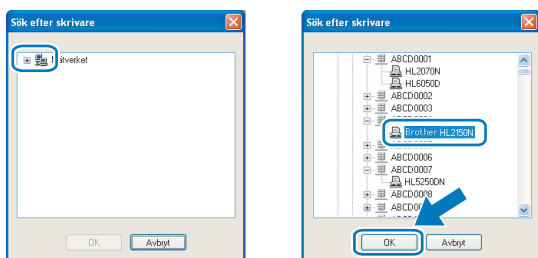 Sök efter skrivare
Nätverket
OK
Avbryt
Sök efter skrivare
ABCD0001
HL2070N
HL6050D
ABCD0002
ABCD0003
Brother HL2150N
ABCD0006
ABCD0007
HL5250DN
ABCD0008
OK
Avbryt